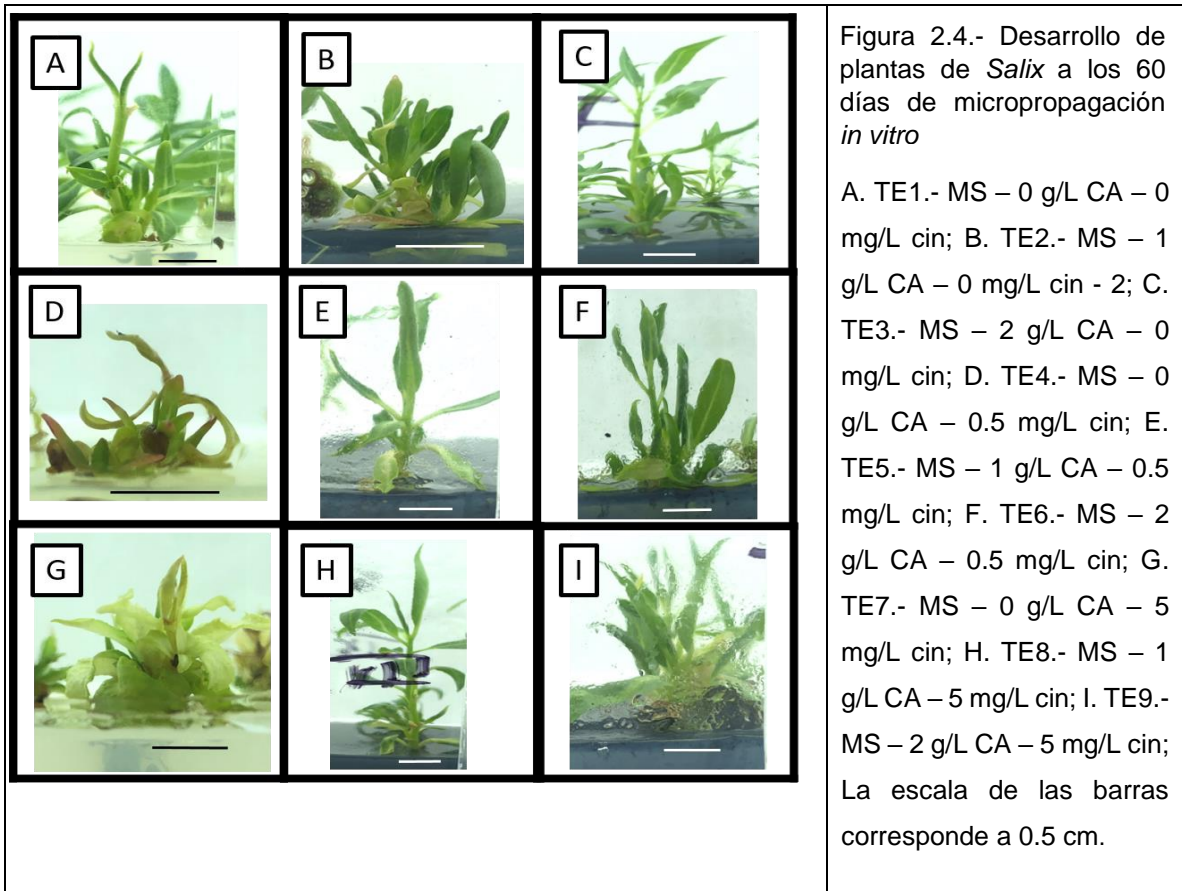 A
B
C
D
E
F
G
H
I
Figura 2.4.- Desarrollo de
plantas de Salix a los 60
días de micropropagación
in vitro
A. TE1.- MS – 0 g/L CA – 0
mg/L cin; B. TE2.- MS – 1
g/L CA – 0 mg/L cin - 2; C.
TE3.- MS – 2 g/L CA – 0
mg/L cin; D. TE4.- MS – 0
g/L CA – 0.5 mg/L cin; E.
TE5.- MS – 1 g/L CA – 0.5
mg/L cin; F. TE6.- MS – 2
g/L CA – 0.5 mg/L cin; G.
TE7.- MS – 0 g/L CA – 5
mg/L cin; H. TE8.- MS – 1
g/L CA – 5 mg/L cin; I. TE9.-
MS – 2 g/L CA – 5 mg/L cin;
La escala de las barras
corresponde a 0.5 cm.